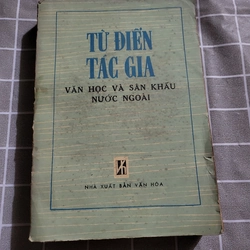 TỪ ĐIỂN
TÁC GIA
VĂN HỌC VÀ SÂN KHẤU
NƯỚC NGOÀI
NHÀ XUẤT BẢN VĂN HÓA